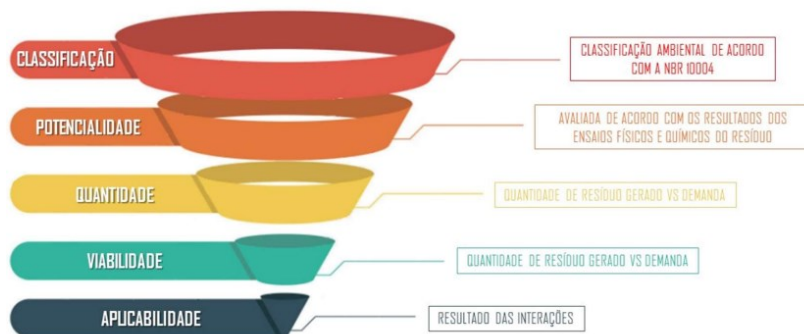 CLASSIFICAÇÃO
CLASSIFICAÇÃO AMBIENTAL DE ACORDO
COM A NBR 10004
POTENCIALIDADE
AVALIADA DE ACORDO COM OS RESULTADOS DOS
ENSAIOS FÍSICOS E QUÍMICOS DO RESÍDUO
QUANTIDADE
QUANTIDADE DE RESÍDUO GERADO VS DEMANDA
VIABILIDADE
QUANTIDADE DE RESÍDUO GERADO VS DEMANDA
APLICABILIDADE
RESULTADO DAS INTERAÇÕES